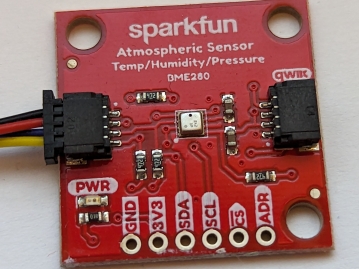 sparkfun
Atmospheric Sensor
Temp/Humidity/Pressure
BME280
qwiic
PWR
GND
3V3
SDA
SCL
CS
ADR